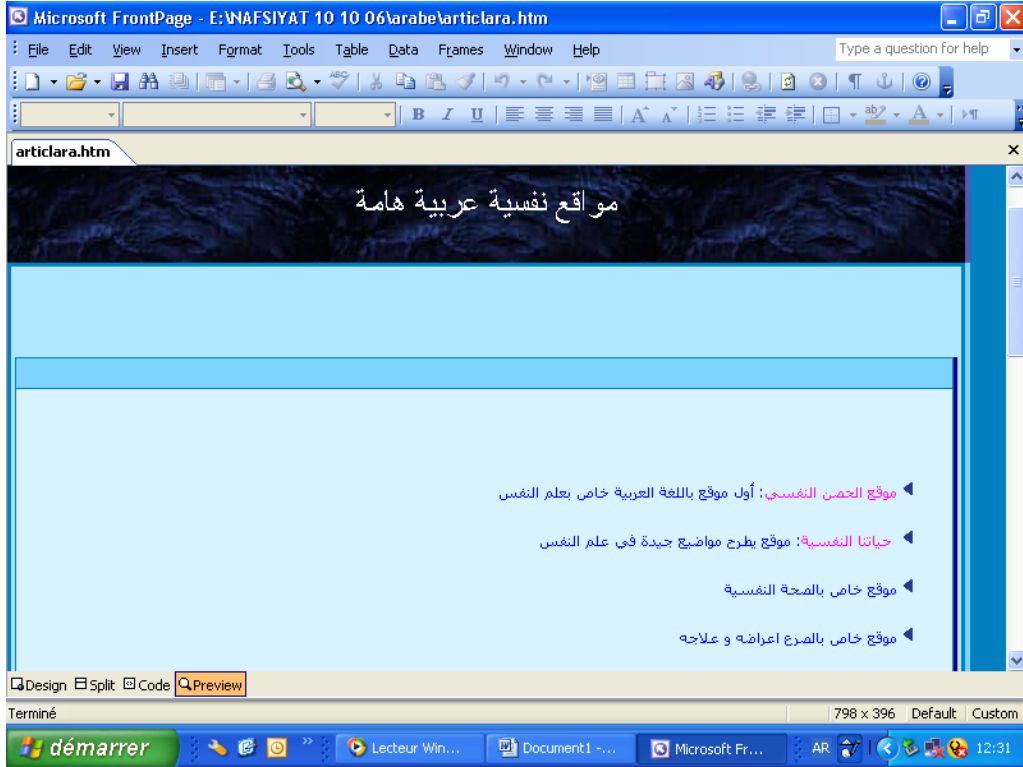 Microsoft FrontPage - E:\NAFSIYAT 10 10 06\arabe\articlara.htm
File Edit View Insert Format Tools Table Data Frames Window Help Type a question for help
B I U
articlara.htm
مواقع نفسية عربية هامة
موقع الحصن النفسي: أول موقع باللغة العربية خاص بعلم النفس
حياتنا النفسية: موقع يطرح مواضيع جيدة في علم النفس
موقع خاص بالصحة النفسية
موقع خاص بالصرع اعراضه و علاجه
Design Split Code Preview
Terminé 798 x 396 Default Custom
démarrer Lecteur Win... Document1 -... Microsoft Fr... AR 12:31